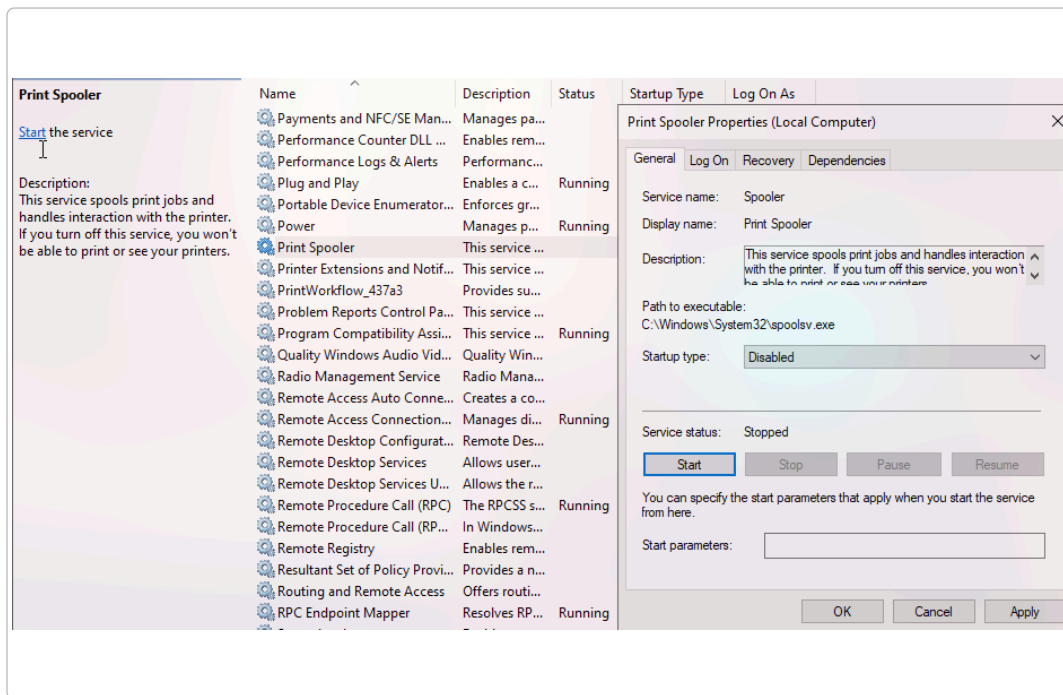 Print Spooler
Start the service
Description:
This service spools print jobs and
handles interaction with the printer.
If you turn off this service, you won't
be able to print or see your printers.
Name Description Status Startup Type Log On As
Payments and NFC/SE Man... Manages pa...
Performance Counter DLL ... Enables rem...
Performance Logs & Alerts Performanc...
Plug and Play Enables a c... Running
Portable Device Enumerator... Enforces gr...
Power Manages p... Running
Print Spooler This service ...
Printer Extensions and Notif... This service ...
PrintWorkflow_437a3 Provides su...
Problem Reports Control Pa... This service ...
Program Compatibility Assi... This service ... Running
Quality Windows Audio Vid... Quality Win...
Radio Management Service Radio Mana...
Remote Access Auto Conne... Creates a co...
Remote Access Connection... Manages di... Running
Remote Desktop Configurat... Remote Des...
Remote Desktop Services Allows user...
Remote Desktop Services U... Allows the r...
Remote Procedure Call (RPC) The RPCSS s... Running
Remote Procedure Call (RP... In Windows...
Remote Registry Enables rem...
Resultant Set of Policy Provi... Provides a n...
Routing and Remote Access Offers routi...
RPC Endpoint Mapper Resolves RP... Running
Print Spooler Properties (Local Computer)
General Log On Recovery Dependencies
Service name: Spooler
Display name: Print Spooler
Description: This service spools print jobs and handles interaction
with the printer. If you turn off this service, you won't
be able to print or see your printers
Path to executable:
C:\Windows\System32\spoolsv.exe
Startup type: Disabled
Service status: Stopped
Start Stop Pause Resume
You can specify the start parameters that apply when you start the service
from here.
Start parameters:
OK Cancel Apply